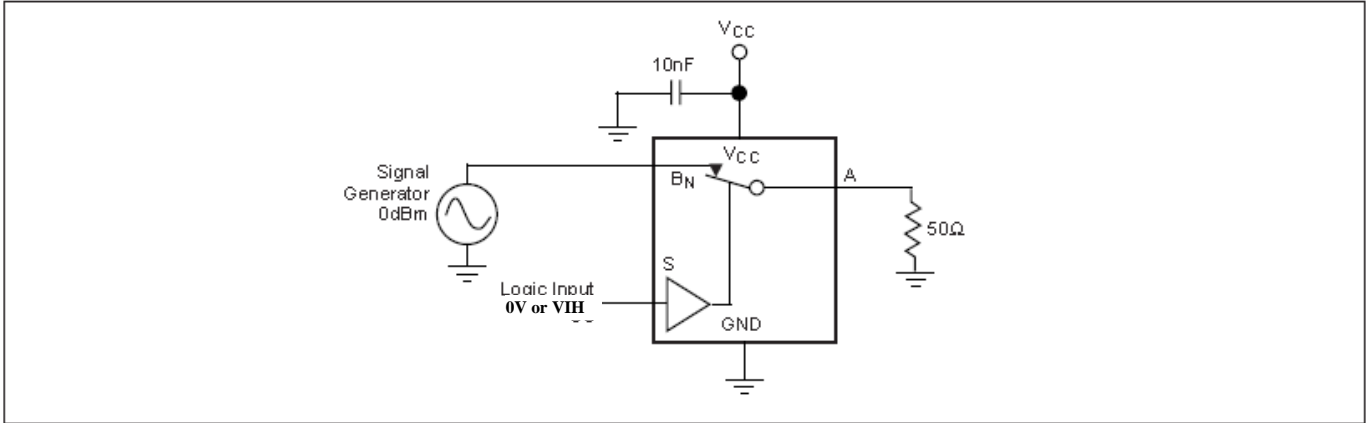 VCC
10nF
VCC
Signal
Generator
0dBm
BN
A
50Ω
S
Logic Input
0V or VIH
GND